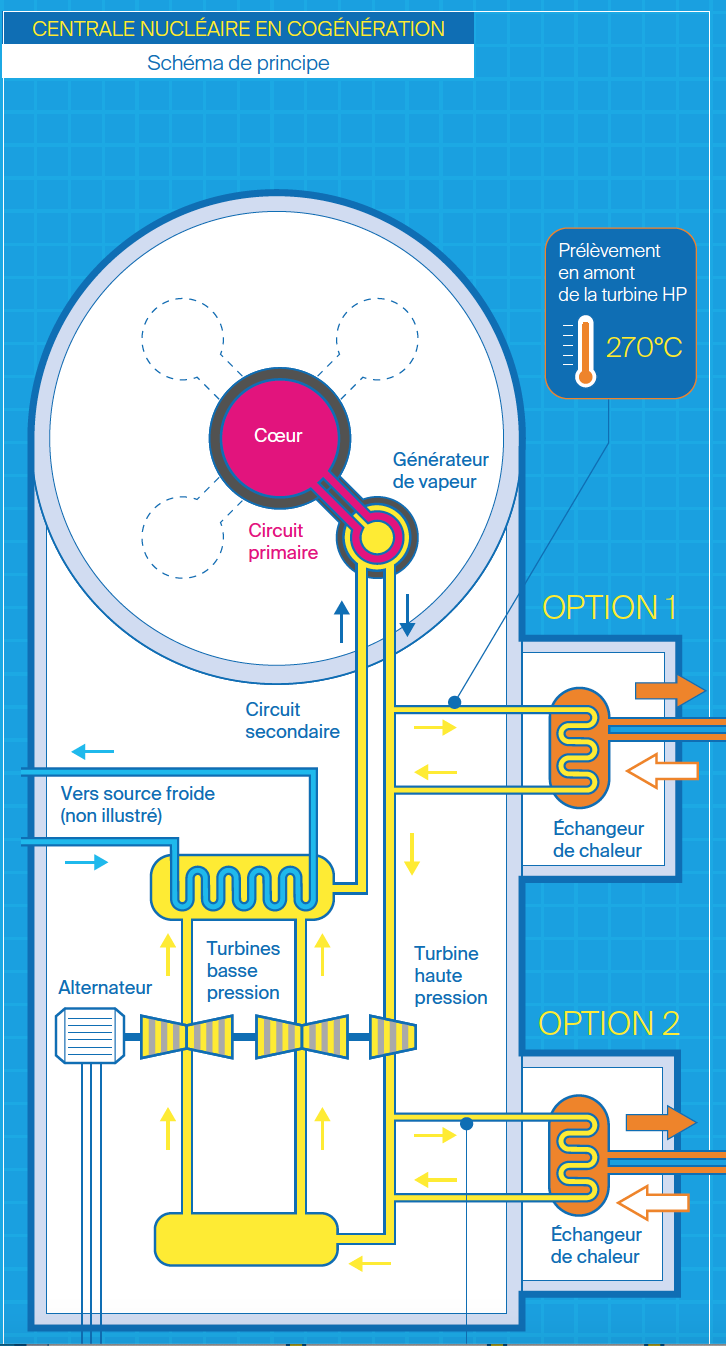 CENTRALE NUCLÉAIRE EN COGÉNÉRATION
Schéma de principe
Prélèvement
en amont
de la turbine HP
270°C
Cœur
Générateur
de vapeur
Circuit
primaire
OPTION 1
Circuit
secondaire
Vers source froide
(non illustré)
Échangeur
de chaleur
Turbines
basse
pression
Turbine
haute
pression
Alternateur
OPTION 2
Échangeur
de chaleur